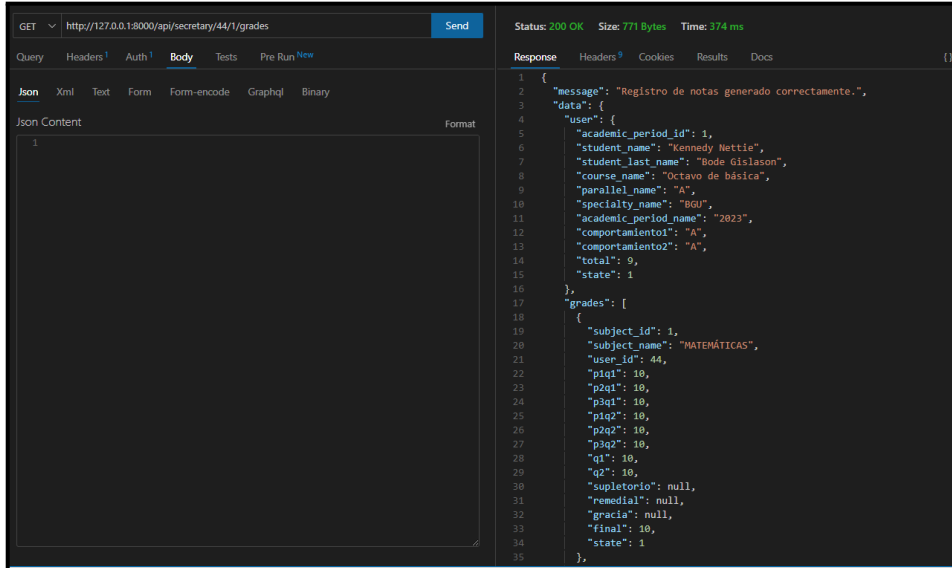 GET http://127.0.0.1:8000/api/secretary/44/1/grades Send
Query Headers 1 Auth 1 Body Tests Pre Run New
Json Xml Text Form Form-encode Graphql Binary
Json Content Format
1
Status: 200 OK Size: 771 Bytes Time: 374 ms
Response Headers 9 Cookies Results Docs {}
1 {
2 "message": "Registro de notas generado correctamente.",
3 "data": {
4 "user": {
5 "academic_period_id": 1,
6 "student_name": "Kennedy Nettie",
7 "student_last_name": "Bode Gislason",
8 "course_name": "Octavo de básica",
9 "parallel_name": "A",
10 "specialty_name": "BGU",
11 "academic_period_name": "2023",
12 "comportamiento1": "A",
13 "comportamiento2": "A",
14 "total": 9,
15 "state": 1
16 },
17 "grades": [
18 {
19 "subject_id": 1,
20 "subject_name": "MATEMÁTICAS",
21 "user_id": 44,
22 "p1q1": 10,
23 "p2q1": 10,
24 "p3q1": 10,
25 "p1q2": 10,
26 "p2q2": 10,
27 "p3q2": 10,
28 "q1": 10,
29 "q2": 10,
30 "supletorio": null,
31 "remedial": null,
32 "gracia": null,
33 "final": 10,
34 "state": 1
35 },